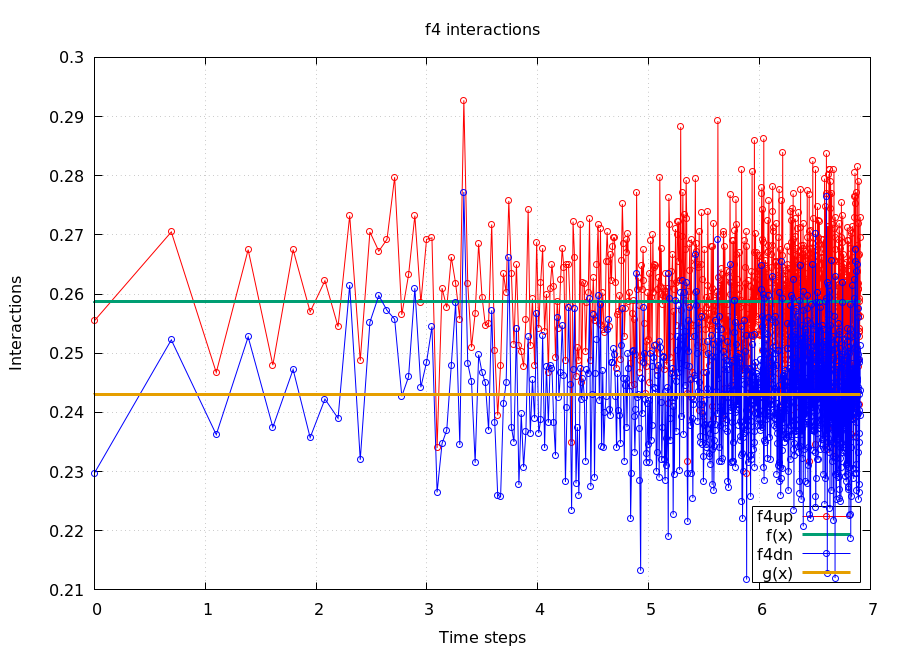 f4 interactions
Interactions
0.3
0.29
0.28
0.27
0.26
0.25
0.24
0.23
0.22
0.21
f4up
f(x)
f4dn
g(x)
0 1 2 3 4 5 6 7
Time steps